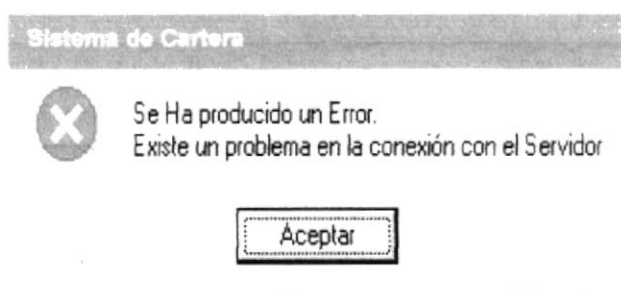 Sistema de Cartera
Se Ha producido un Error.
Existe un problema en la conexión con el Servidor
Aceptar